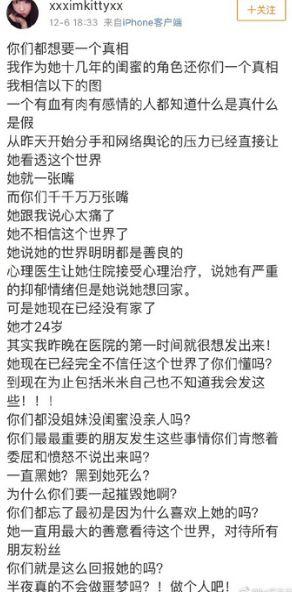 xxximkittyxx
12-6 18:33 来自iPhone客户端
+关注
你们都想要一个真相
我作为她十几年的闺蜜的角色还你们一个真相
我相信以下的图
一个有血有肉有感情的人都知道什么是真什么
是假
从昨天开始分手和网络舆论的压力已经直接让
她看透这个世界
她就一张嘴
而你们千千万万张嘴
她跟我说心太痛了
她不相信这个世界了
她说她的世界明明都是善良的
心理医生让她住院接受心理治疗，说她有严重
的抑郁情绪但是她说她想回家。
可是她现在已经没有家了
她才24岁
其实我昨晚在医院的第一时间就很想发出来！
她现在已经完全不信任这个世界了你们懂吗？
到现在为止包括米米自己也不知道我会发这
些！！！
你们都没姐妹没闺蜜没亲人吗？
你们最最重要的朋友发生这些事情你们肯憋着
委屈和愤怒不说出来吗？
一直黑她？黑到她死么？
为什么你们要一起摧毁她啊？
你们都忘了最初是因为什么喜欢上她的吗？
她一直用最大的善意看待这个世界，对待所有
朋友粉丝
你们就是这么回报她的吗？
半夜真的不会做噩梦吗？！做个人吧！